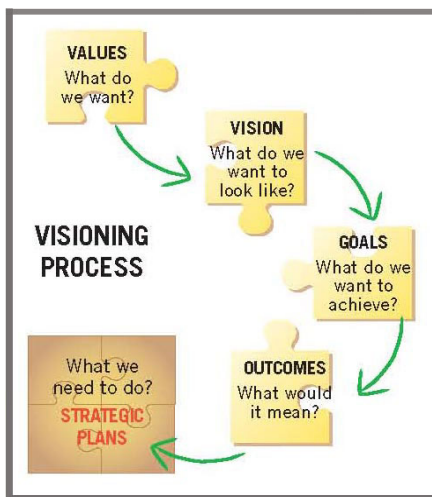 VALUES
What do
we want?
VISION
What do we
want to
look like?
VISIONING
PROCESS
GOALS
What do we
want to
achieve?
OUTCOMES
What would
it mean?
What we
need to do?
STRATEGIC
PLANS